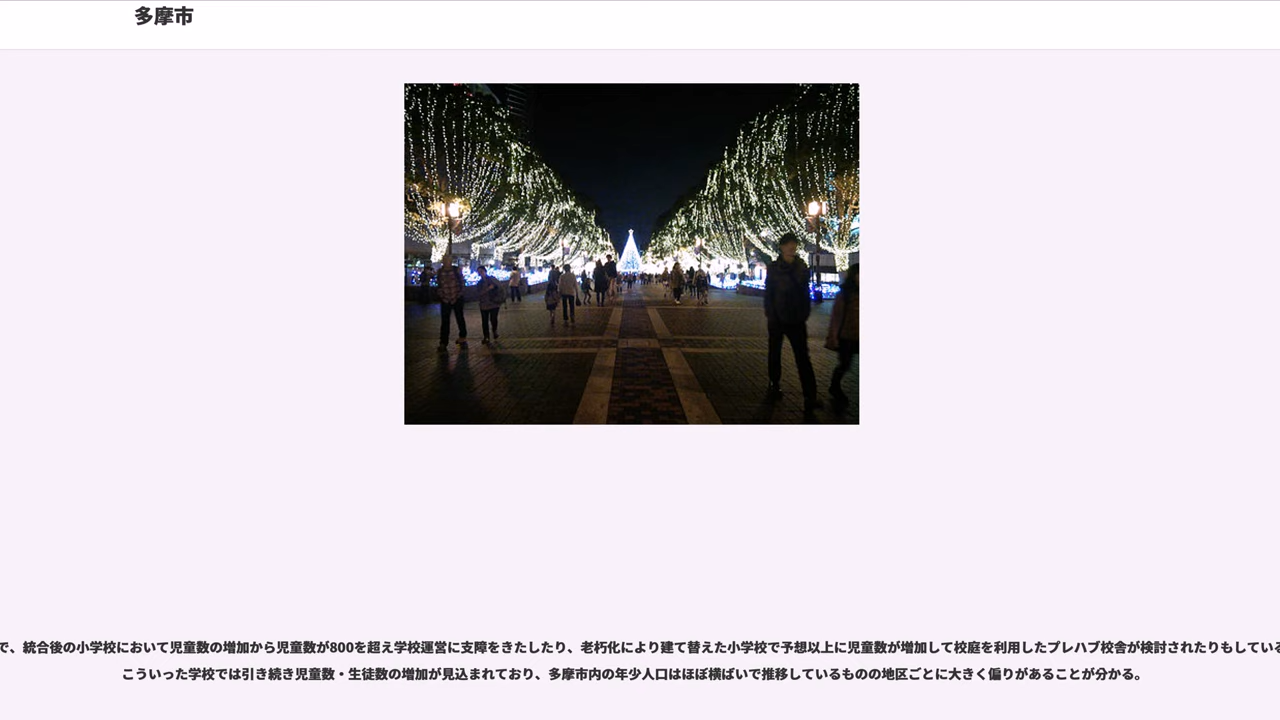 多摩市
で、統合後の小学校において児童数の増加から児童数が800を超え学校運営に支障をきたしたり、老朽化により建て替えた小学校で予想以上に児童数が増加して校庭を利用したプレハブ校舎が検討されたりもしている
こういった学校では引き続き児童数・生徒数の増加が見込まれており、多摩市内の年少人口はほぼ横ばいで推移しているものの地区ごとに大きく偏りがあることが分かる。